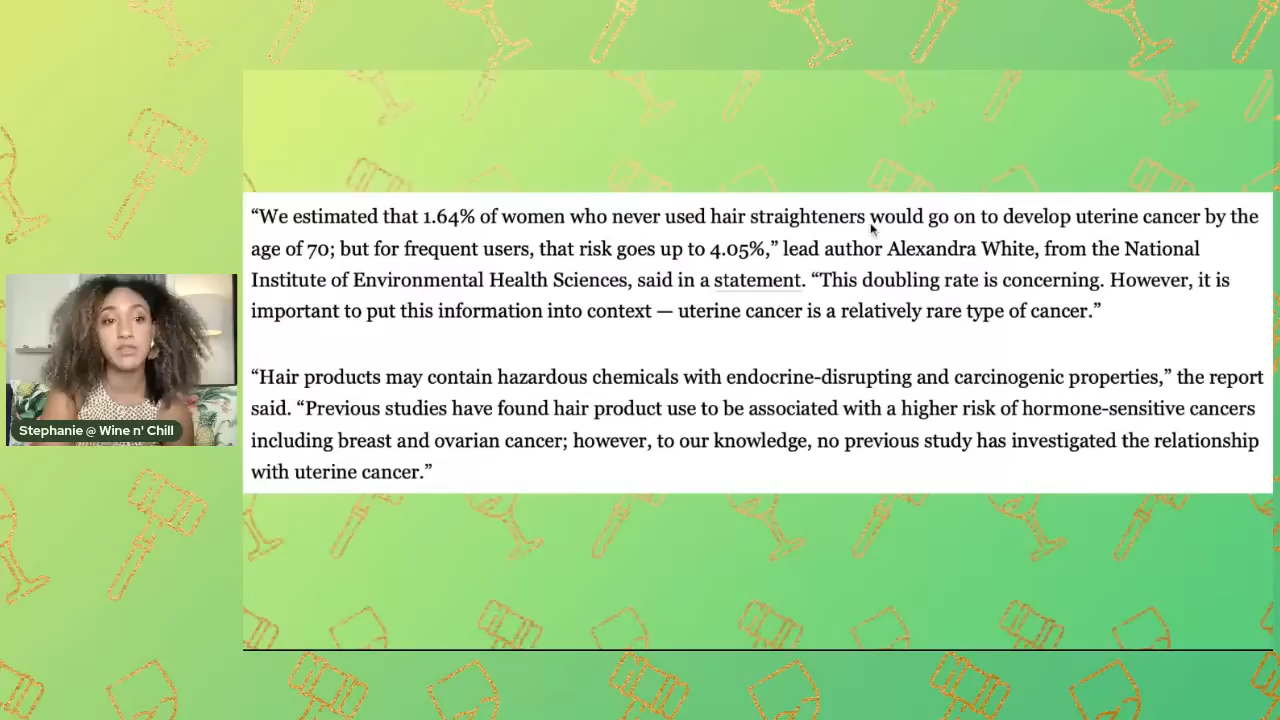 “We estimated that 1.64% of women who never used hair straighteners would go on to develop uterine cancer by the
age of 70; but for frequent users, that risk goes up to 4.05%,” lead author Alexandra White, from the National
Institute of Environmental Health Sciences, said in a statement. “This doubling rate is concerning. However, it is
important to put this information into context — uterine cancer is a relatively rare type of cancer.”
“Hair products may contain hazardous chemicals with endocrine-disrupting and carcinogenic properties,” the report
said. “Previous studies have found hair product use to be associated with a higher risk of hormone-sensitive cancers
including breast and ovarian cancer; however, to our knowledge, no previous study has investigated the relationship
with uterine cancer.”
Stephanie @ Wine n' Chill